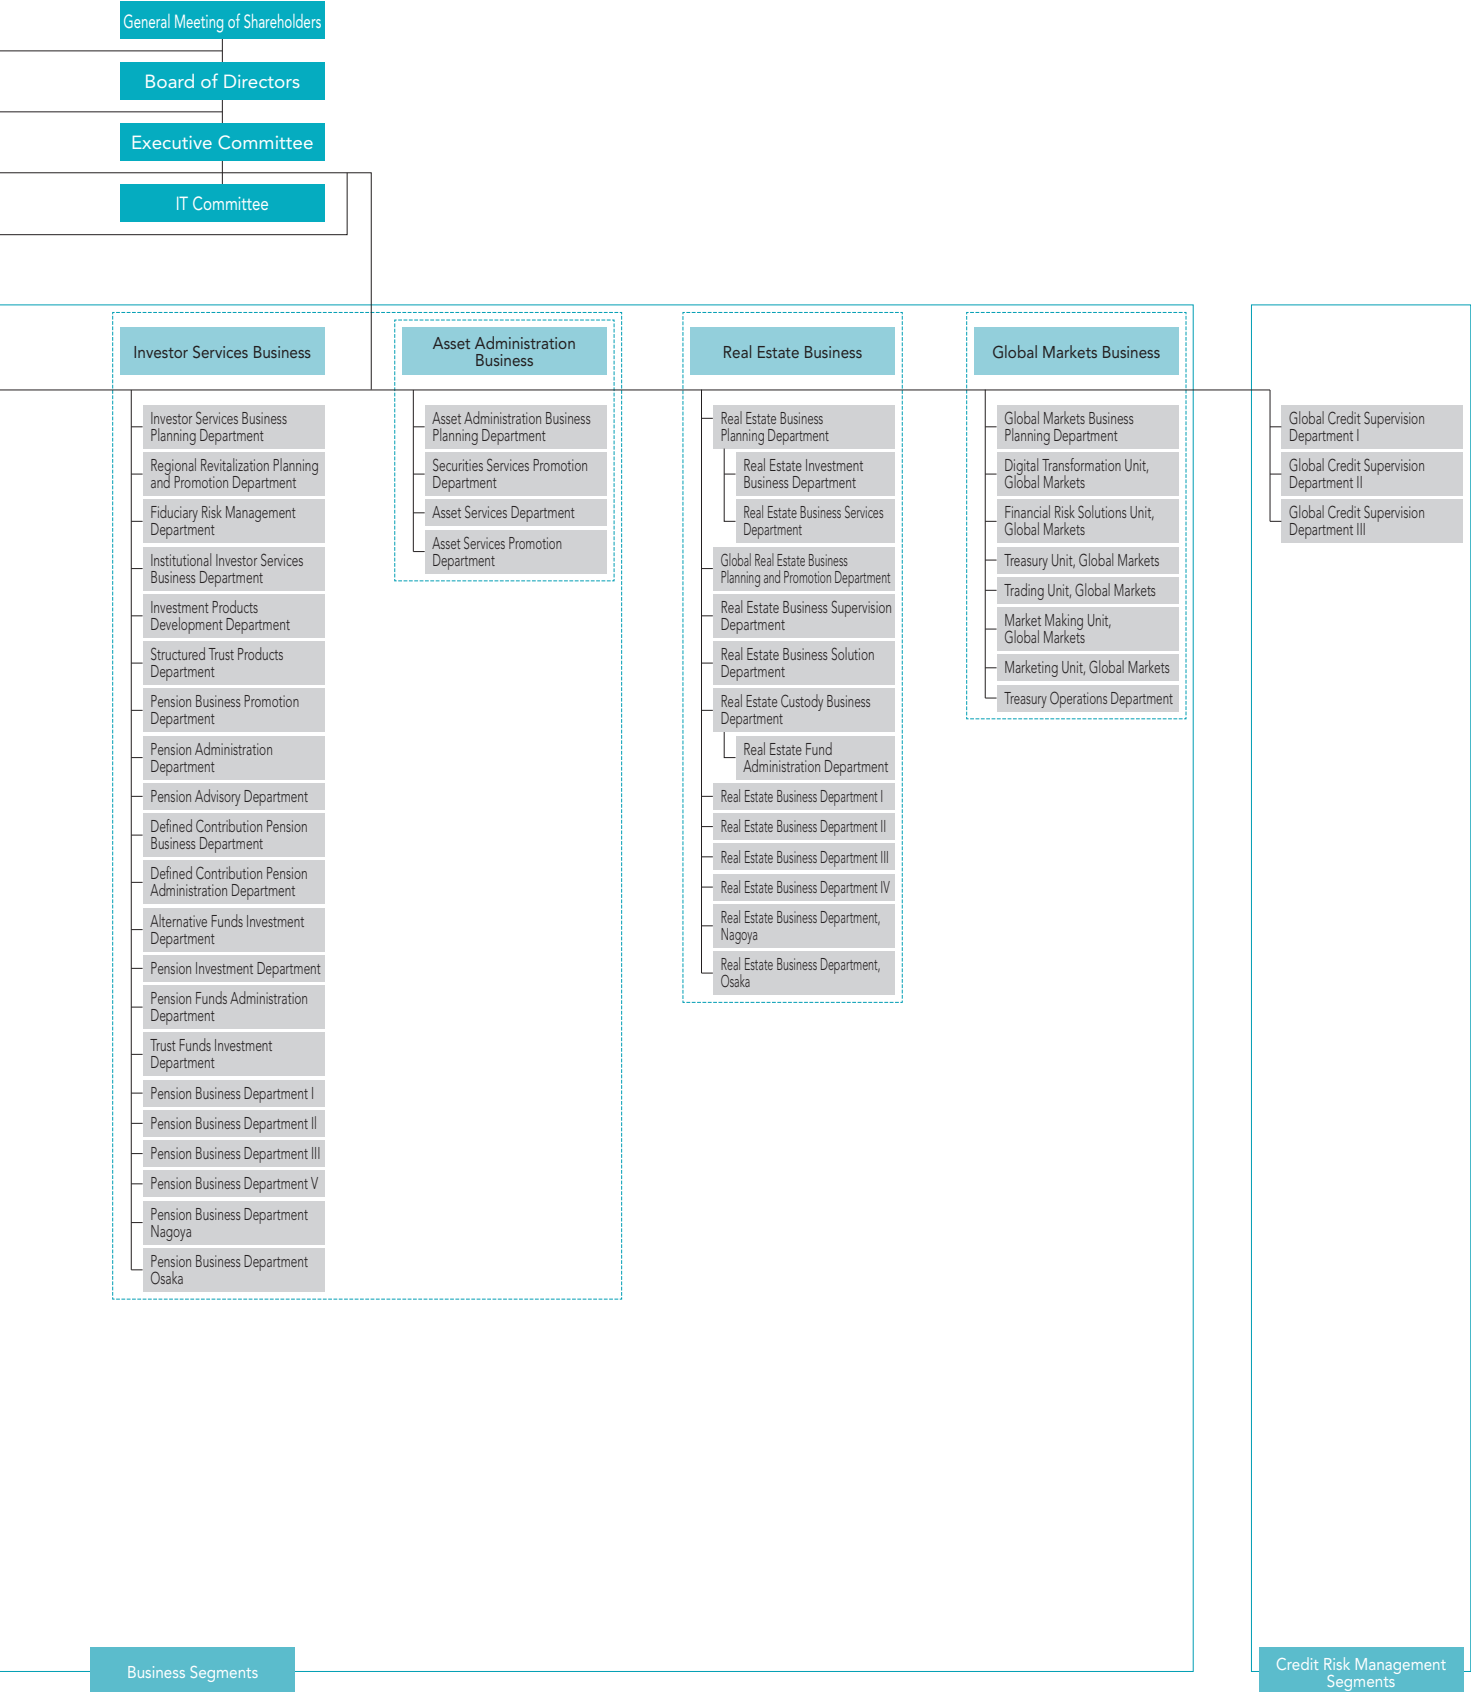 General Meeting of Shareholders
Board of Directors
Executive Committee
IT Committee
Investor Services Business
Investor Services Business
Planning Department
Regional Revitalization Planning
and Promotion Department
Fiduciary Risk Management
Department
Institutional Investor Services
Business Department
Investment Products
Development Department
Structured Trust Products
Department
Pension Business Promotion
Department
Pension Administration
Department
Pension Advisory Department
Defined Contribution Pension
Business Department
Defined Contribution Pension
Administration Department
Alternative Funds Investment
Department
Pension Investment Department
Pension Funds Administration
Department
Trust Funds Investment
Department
Pension Business Department I
Pension Business Department II
Pension Business Department III
Pension Business Department V
Pension Business Department
Nagoya
Pension Business Department
Osaka
Asset Administration
Business
Asset Administration Business
Planning Department
Securities Services Promotion
Department
Asset Services Department
Asset Services Promotion
Department
Real Estate Business
Real Estate Business
Planning Department
Real Estate Investment
Business Department
Real Estate Business Services
Department
Global Real Estate Business
Planning and Promotion Department
Real Estate Business Supervision
Department
Real Estate Business Solution
Department
Real Estate Custody Business
Department
Real Estate Fund
Administration Department
Real Estate Business Department I
Real Estate Business Department II
Real Estate Business Department III
Real Estate Business Department IV
Real Estate Business Department,
Nagoya
Real Estate Business Department,
Osaka
Global Markets Business
Global Markets Business
Planning Department
Digital Transformation Unit,
Global Markets
Financial Risk Solutions Unit,
Global Markets
Treasury Unit, Global Markets
Trading Unit, Global Markets
Market Making Unit,
Global Markets
Marketing Unit, Global Markets
Treasury Operations Department
Global Credit Supervision
Department I
Global Credit Supervision
Department II
Global Credit Supervision
Department III
Business Segments
Credit Risk Management
Segments